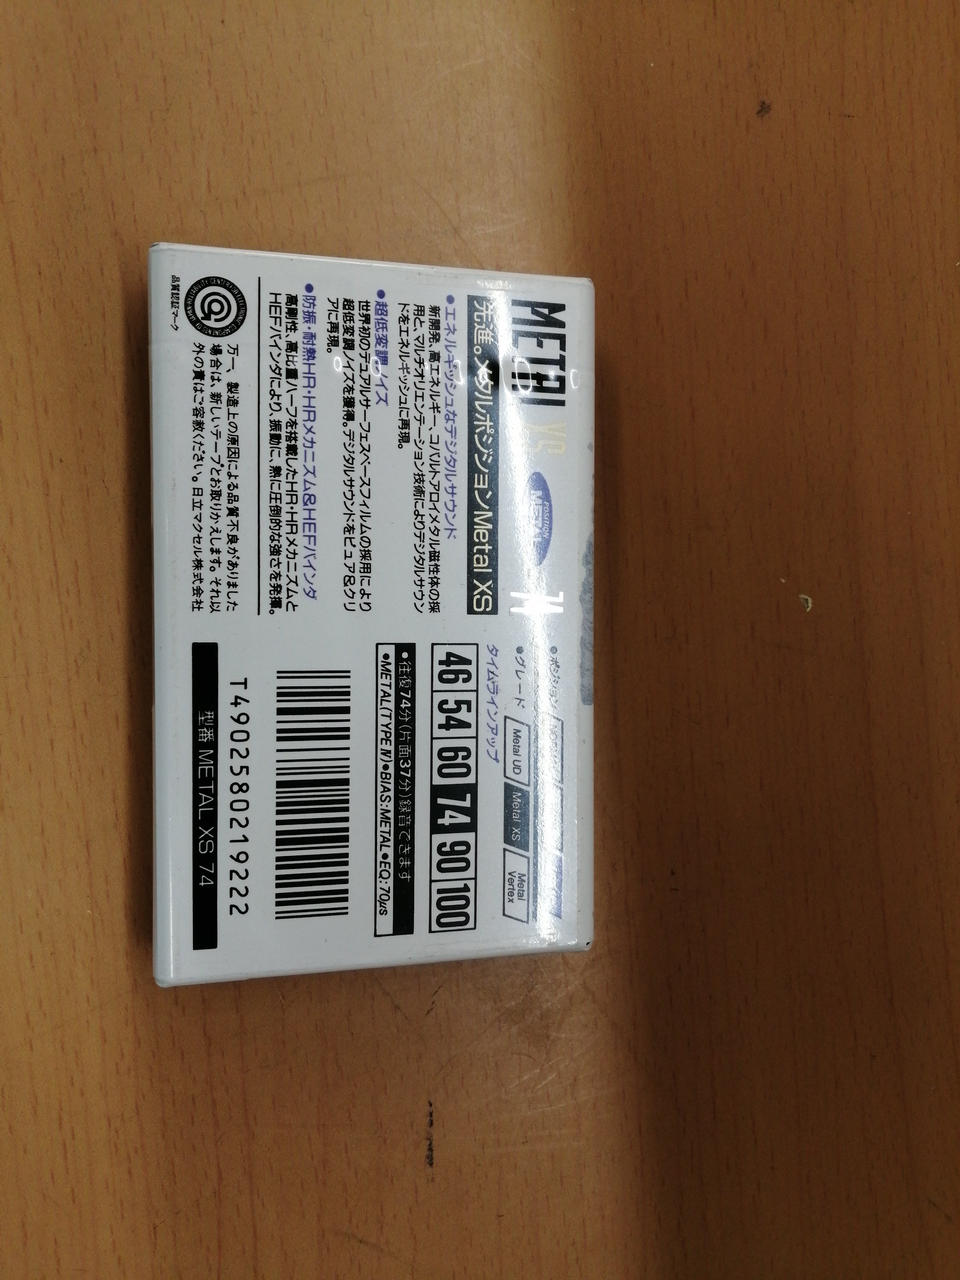 METAL XS
POSITION
METAL
74
先進。メタルポジションMetal XS
●エネルギッシュなデジタルサウンド
新開発、高エネルギー、コバルトアロイメタル磁性体の採
用と、マルチオリエンテーション技術によりデジタルサウン
ドをエネルギッシュに再現。
●超低変調ノイズ
世界初のデュアルサーフェスベースフィルムの採用により
超低変調ノイズを獲得。デジタルサウンドをピュア&クリ
アに再現。
●防振・耐熱HR・HRメカニズム&HEFバインダ
高剛性、高比重ハーフを搭載したHR・HRメカニズムと
HEFバインダにより、振動に、熱に圧倒的な強さを発揮。
万一、製造上の原因による品質不良がありました
場合は、新しいテープとお取りかえします。それ以
外の責はご容赦ください。日立マクセル株式会社
品質認証マーク
●ポジション
●グレード
Metal UD
Metal XS
Metal Vertex
タイムラインアップ
46 54 60 74 90 100
●往復74分(片面37分)録音できます
●METAL(TYPE Ⅳ)●BIAS:METAL●EQ:70μs
T4902580219222
型番 METAL XS 74